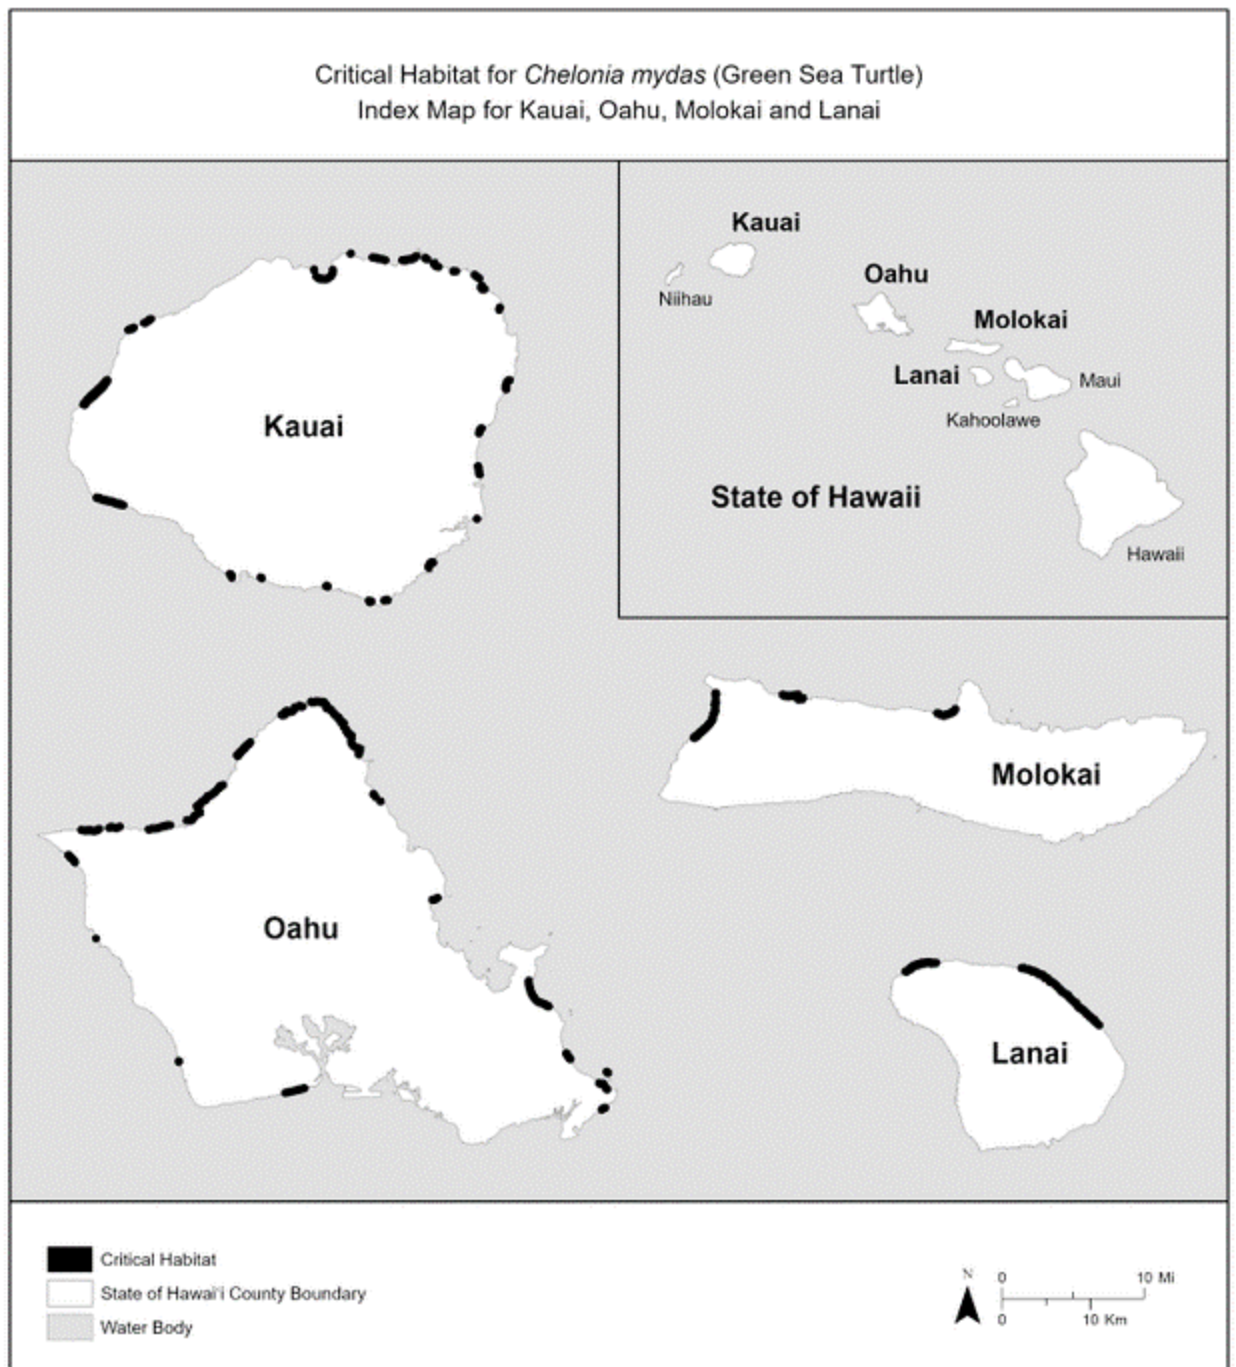 Critical Habitat for Chelonia mydas (Green Sea Turtle)
Index Map for Kauai, Oahu, Molokai and Lanai
Kauai
Oahu
Niihau
Molokai
Lanai
Maui
Kahoolawe
State of Hawaii
Hawaii
Kauai
Molokai
Oahu
Lanai
Critical Habitat
State of Hawai'i County Boundary
Water Body
N
0 10 Mi
0 10 Km